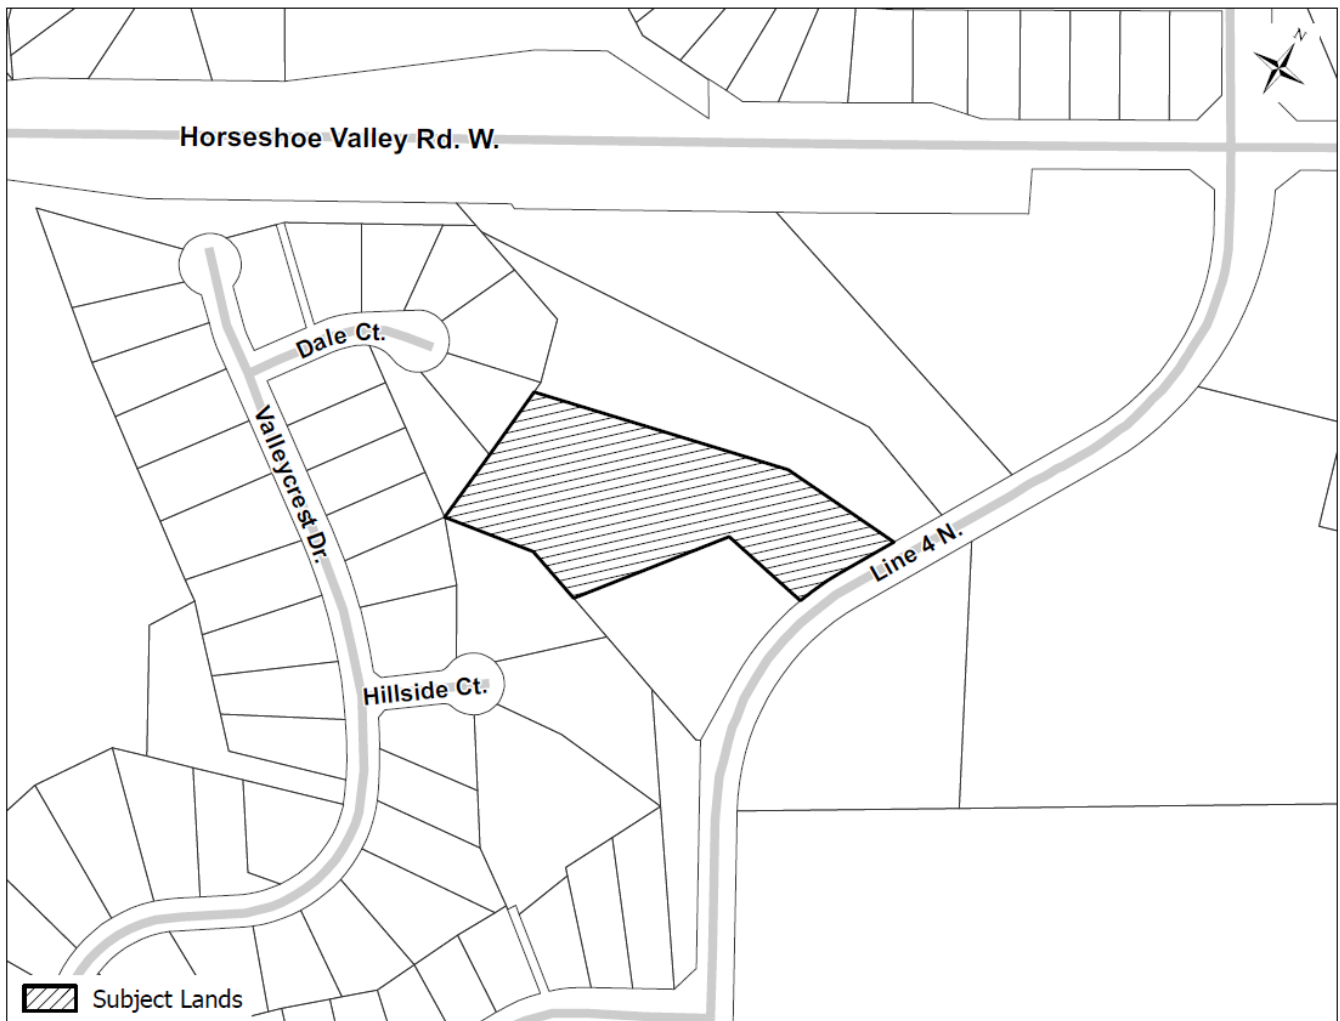 N
Horseshoe Valley Rd. W.
Dale Ct.
Valleycrest Dr.
Line 4 N.
Hillside Ct.
Subject Lands